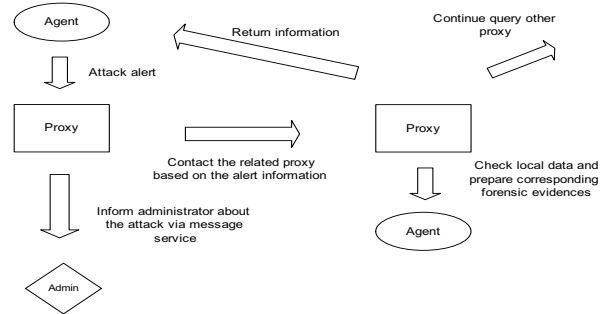 Agent
Return information
Continue query other
proxy
Attack alert
Proxy
Proxy
Contact the related proxy
based on the alert information
Check local data and
prepare corresponding
forensic evidences
Inform administrator about
the attack via message
service
Agent
Admin